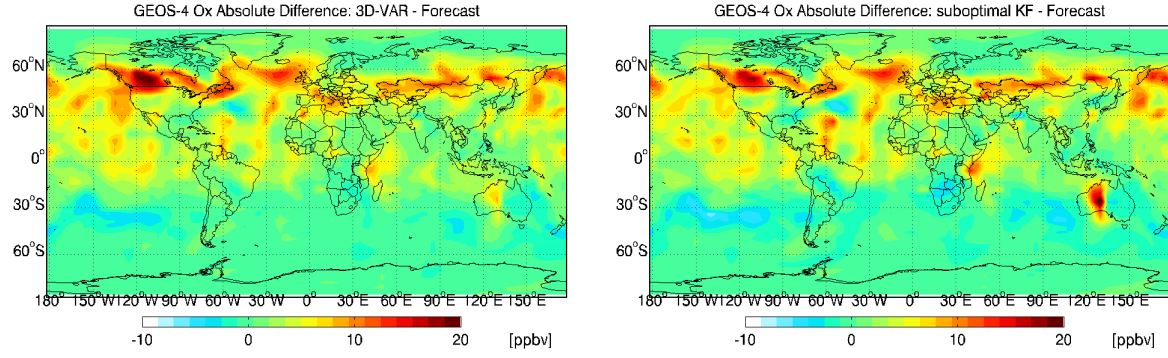 GEOS-4 Ox Absolute Difference: 3D-VAR - Forecast
60°N
30°N
0°
30°S
60°S
180° 150°W 120°W 90°W 60°W 30°W 0° 30°E 60°E 90°E 120°E 150°E
-10 0 10 20 [ppbv]
GEOS-4 Ox Absolute Difference: suboptimal KF - Forecast
60°N
30°N
0°
30°S
60°S
180° 150°W 120°W 90°W 60°W 30°W 0° 30°E 60°E 90°E 120°E 150°E
-10 0 10 20 [ppbv]